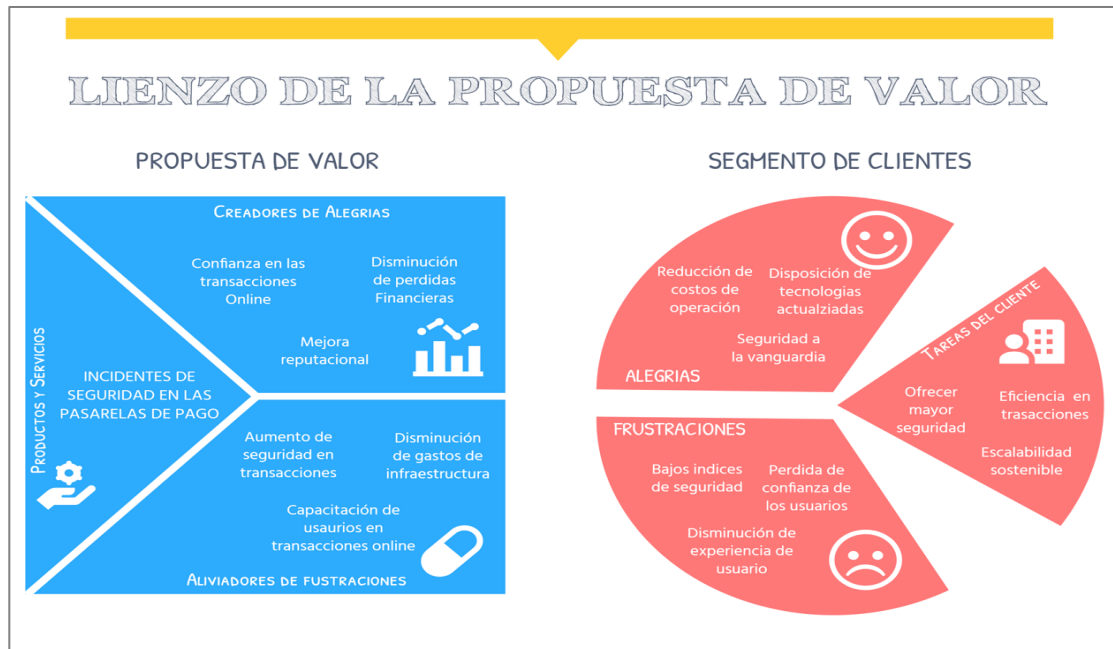 LIENZO DE LA PROPUESTA DE VALOR
PROPUESTA DE VALOR
CREADORES DE ALEGRIAS
Confianza en las
transacciones
Online
Disminución
de perdidas
Financieras
Mejora
reputacional
PRODUCTOS Y SERVICIOS
INCIDENTES DE
SEGURIDAD EN LAS
PASARELAS DE PAGO
Aumento de
seguridad en
transacciones
Disminución
de gastos de
infraestructura
Capacitación de
usaurios en
transacciones online
ALIVIADORES DE FUSTRACIONES
SEGMENTO DE CLIENTES
Reducción de
costos de
operación
Disposición de
tecnologias
actualziadas
Seguridad a
la vanguardia
ALEGRIAS
TAREAS DEL CLIENTE
Ofrecer
mayor
seguridad
Eficiencia en
trasacciones
Escalabilidad
sostenible
FRUSTRACIONES
Bajos indices
de seguridad
Perdida de
confianza de
los usuarios
Disminución de
experiencia de
usuario